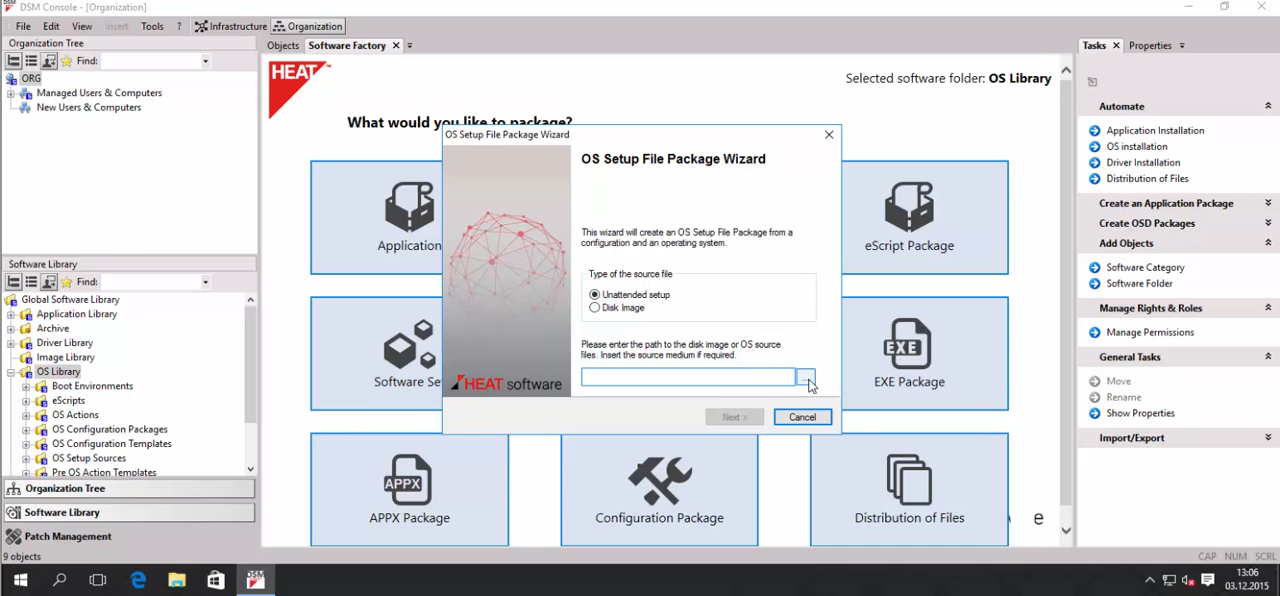 DSM Console - [Organization]
File Edit View Insert Tools ? Infrastructure Organization
Organization Tree
Find:
ORG
Managed Users & Computers
New Users & Computers
Software Library
Find:
Global Software Library
Application Library
Archive
Driver Library
Image Library
OS Library
Boot Environments
eScripts
OS Actions
OS Configuration Packages
OS Configuration Templates
OS Setup Sources
Pre OS Action Templates
Organization Tree
Software Library
Patch Management
9 objects
Objects Software Factory
HEAT
Selected software folder: OS Library
What would you like to package?
Application
eScript Package
Software Se
EXE Package
APPX
APPX Package
Configuration Package
Distribution of Files
EXE
e
OS Setup File Package Wizard
OS Setup File Package Wizard
This wizard will create an OS Setup File Package from a
configuration and an operating system.
Type of the source file
Unattended setup
Disk Image
Please enter the path to the disk image or OS source
files. Insert the source medium if required.
...
HEAT software
Next >
Cancel
Tasks Properties
Automate
Application Installation
OS installation
Driver Installation
Distribution of Files
Create an Application Package
Create OSD Packages
Add Objects
Software Category
Software Folder
Manage Rights & Roles
Manage Permissions
General Tasks
Move
Rename
Show Properties
Import/Export
CAP NUM SCRL
DSM
13:06
03.12.2015